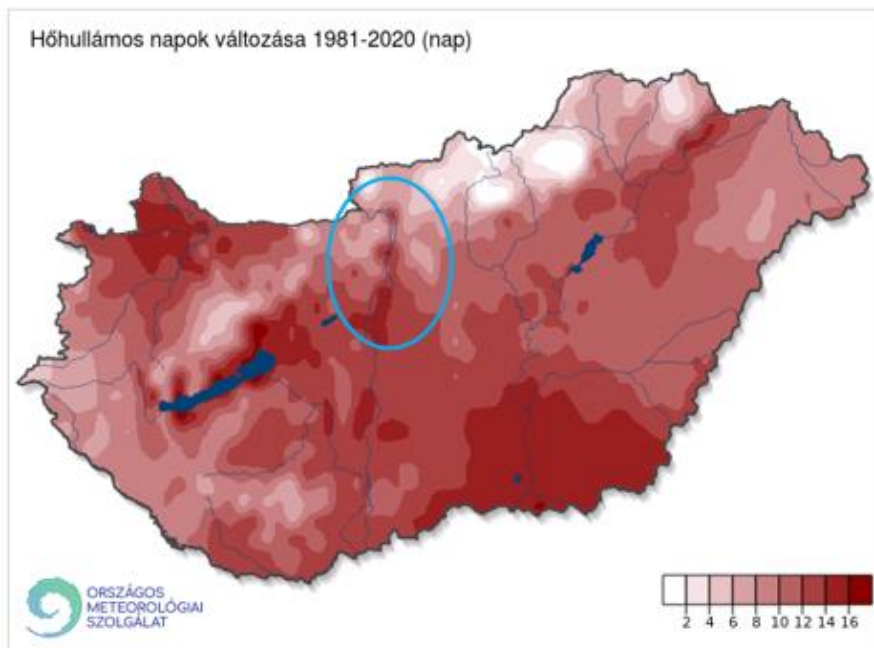 Hőhullámos napok változása 1981-2020 (nap)
ORSZÁGOS
METEOROLÓGIAI
SZOLGÁLAT
2 4 6 8 10 12 14 16